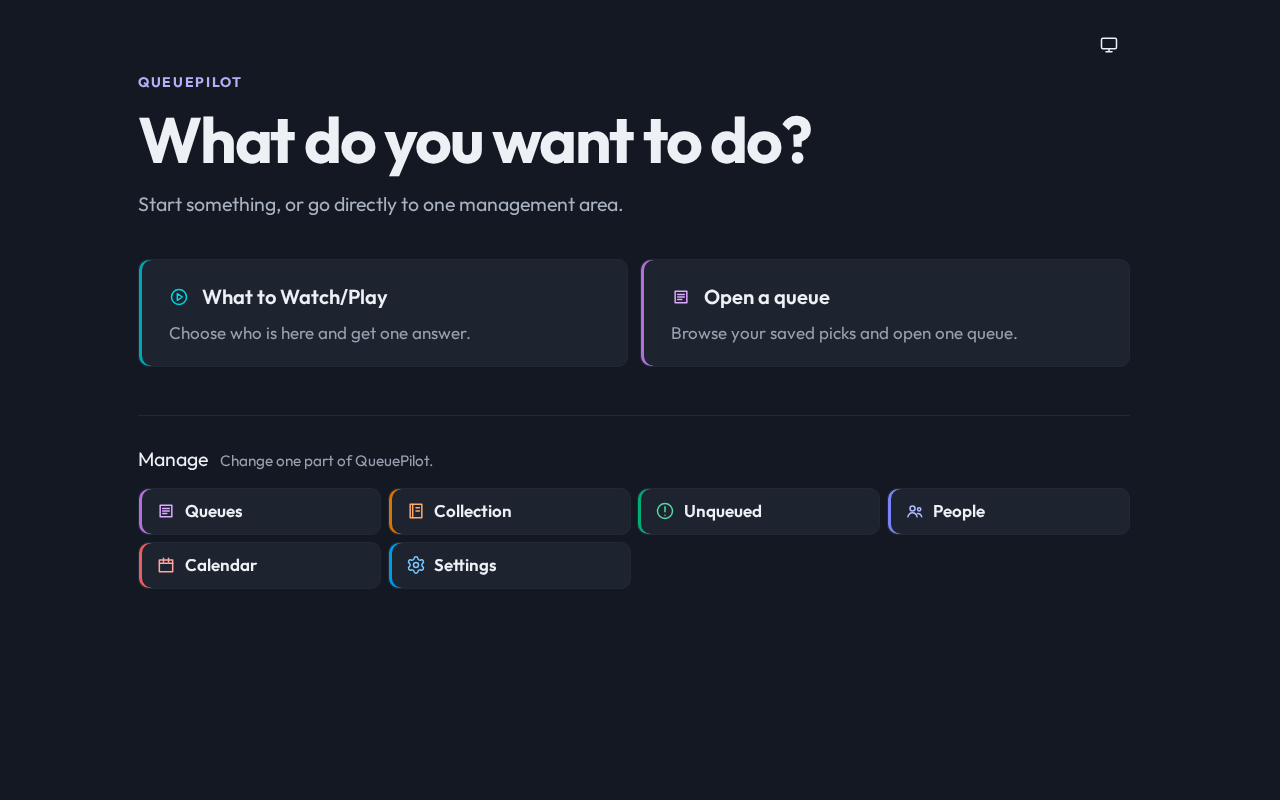 QUEUEPILOT
What do you want to do?
Start something, or go directly to one management area.
What to Watch/Play
Choose who is here and get one answer.
Open a queue
Browse your saved picks and open one queue.
Manage Change one part of QueuePilot.
Queues
Collection
Unqueued
People
Calendar
Settings